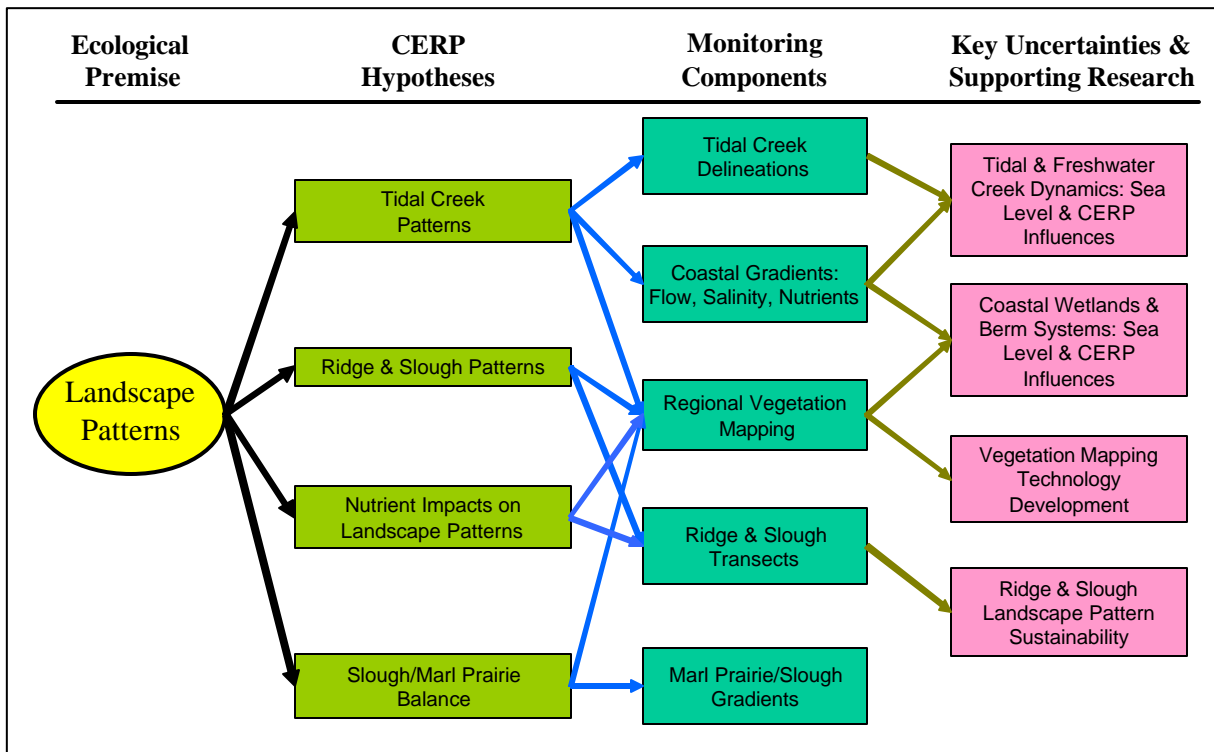 Ecological
Premise
CERP
Hypotheses
Monitoring
Components
Key Uncertainties &
Supporting Research
Landscape
Patterns
Tidal Creek
Patterns
Ridge & Slough Patterns
Nutrient Impacts on
Landscape Patterns
Slough/Marl Prairie
Balance
Tidal Creek
Delineations
Coastal Gradients:
Flow, Salinity, Nutrients
Regional Vegetation
Mapping
Ridge & Slough
Transects
Marl Prairie/Slough
Gradients
Tidal & Freshwater
Creek Dynamics: Sea
Level & CERP
Influences
Coastal Wetlands &
Berm Systems: Sea
Level & CERP
Influences
Vegetation Mapping
Technology
Development
Ridge & Slough
Landscape Pattern
Sustainability